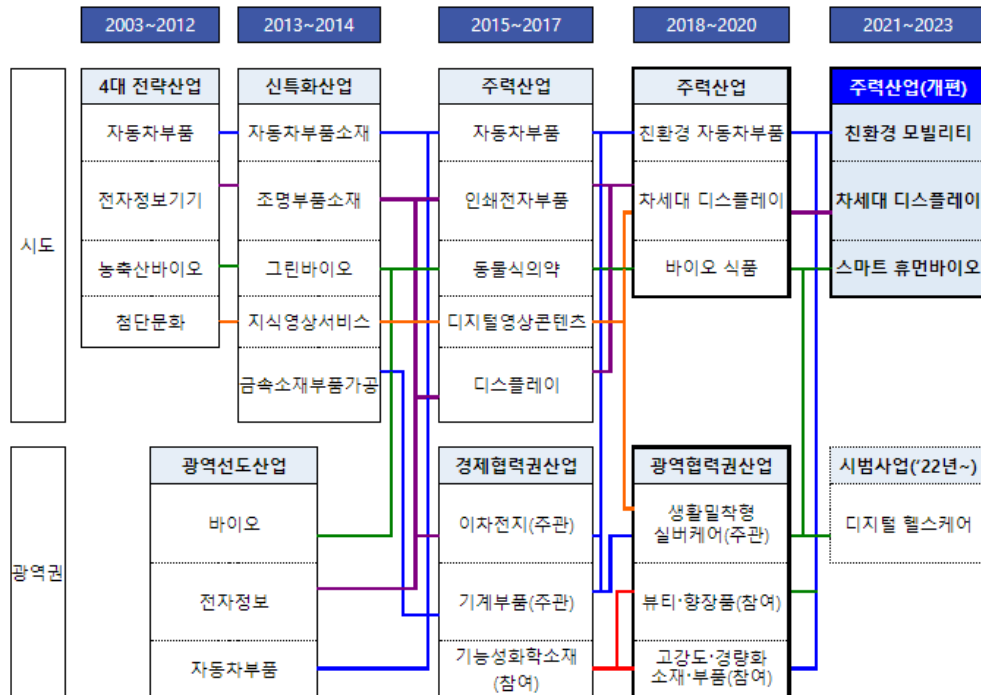 2003~2012
2013~2014
2015~2017
2018~2020
2021~2023
시도
4대 전략산업
자동차부품
전자정보기기
농축산바이오
첨단문화
신특화산업
자동차부품소재
조명부품소재
그린바이오
지식영상서비스
금속소재부품가공
주력산업
자동차부품
인쇄전자부품
동물식의약
디지털영상콘텐츠
디스플레이
주력산업
친환경 자동차부품
차세대 디스플레이
바이오 식품
주력산업(개편)
친환경 모빌리티
차세대 디스플레이
스마트 휴먼바이오
광역권
광역선도산업
바이오
전자정보
자동차부품
경제협력권산업
이차전지(주관)
기계부품(주관)
기능성화학소재
(참여)
광역협력권산업
생활밀착형
실버케어(주관)
뷰티·향장품(참여)
고강도·경량화
소재·부품(참여)
시범사업('22년~)
디지털 헬스케어